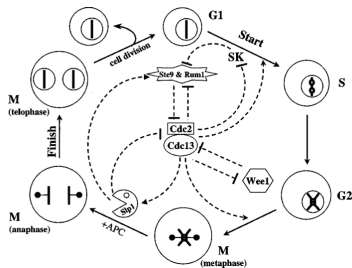 G1
cell division
Start
SK
Ste9 & Rum1
S
M
(telophase)
Cdc2
Cdc13
Finish
Wee1
G2
Slp1
M
(anaphase)
+APC
M
(metaphase)